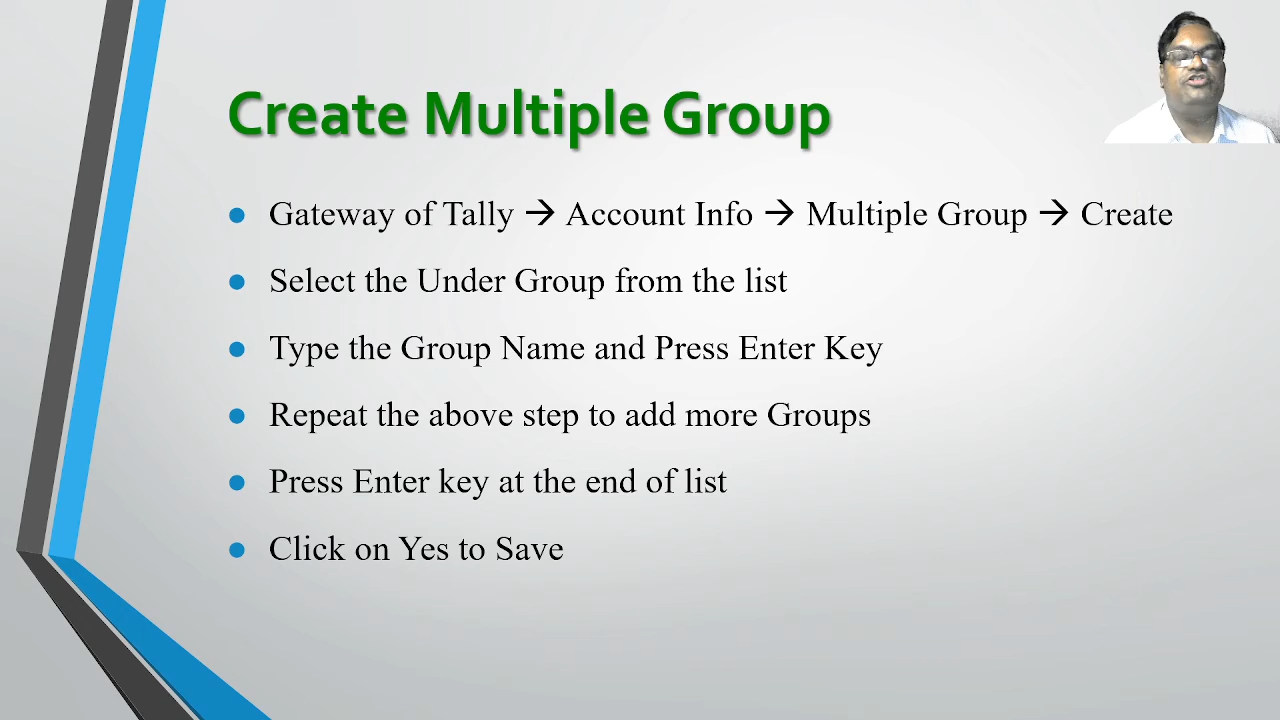 Create Multiple Group
● Gateway of Tally → Account Info → Multiple Group → Create
● Select the Under Group from the list
● Type the Group Name and Press Enter Key
● Repeat the above step to add more Groups
● Press Enter key at the end of list
● Click on Yes to Save